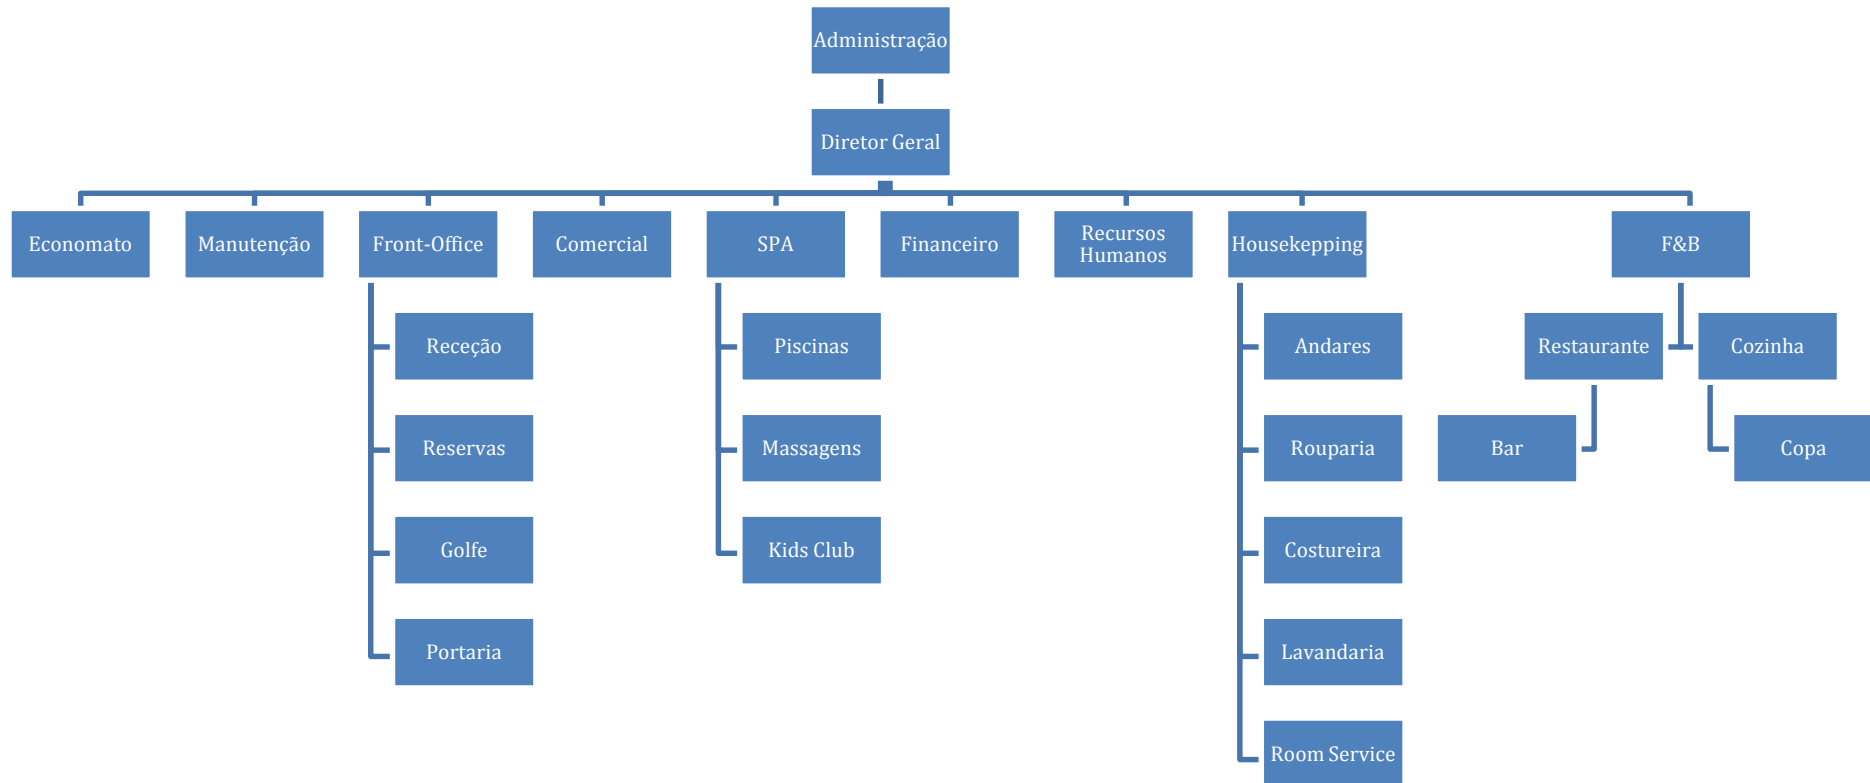 Administração
Diretor Geral
Economato
Manutenção
Front-Office
Comercial
SPA
Financeiro
Recursos
Humanos
Housekepping
F&B
Receção
Reservas
Golfe
Portaria
Piscinas
Massagens
Kids Club
Andares
Rouparia
Costureira
Lavandaria
Room Service
Restaurante
Cozinha
Bar
Copa